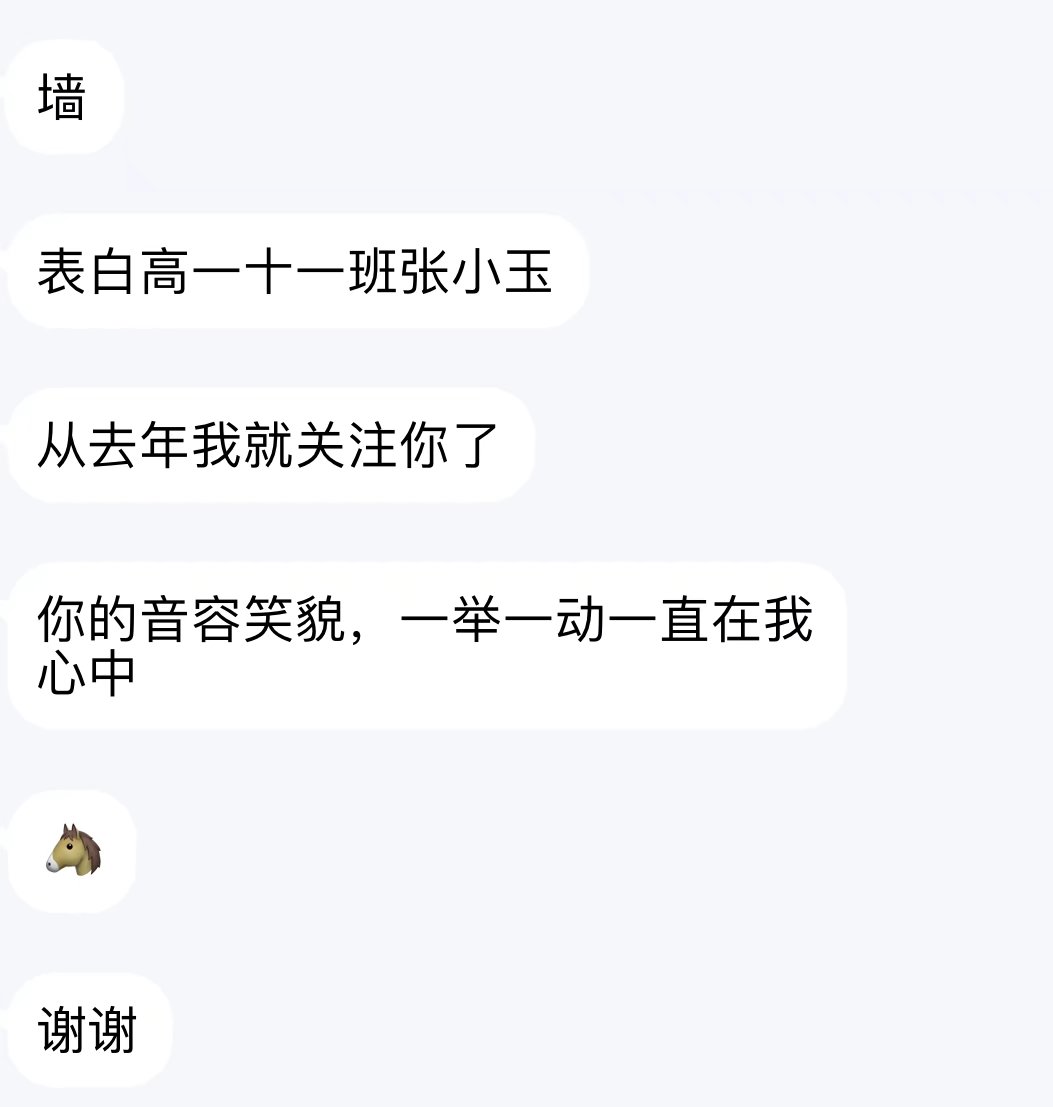 墙
表白高一十一班张小玉
从去年我就关注你了
你的音容笑貌，一举一动一直在我
心中
🐴
谢谢